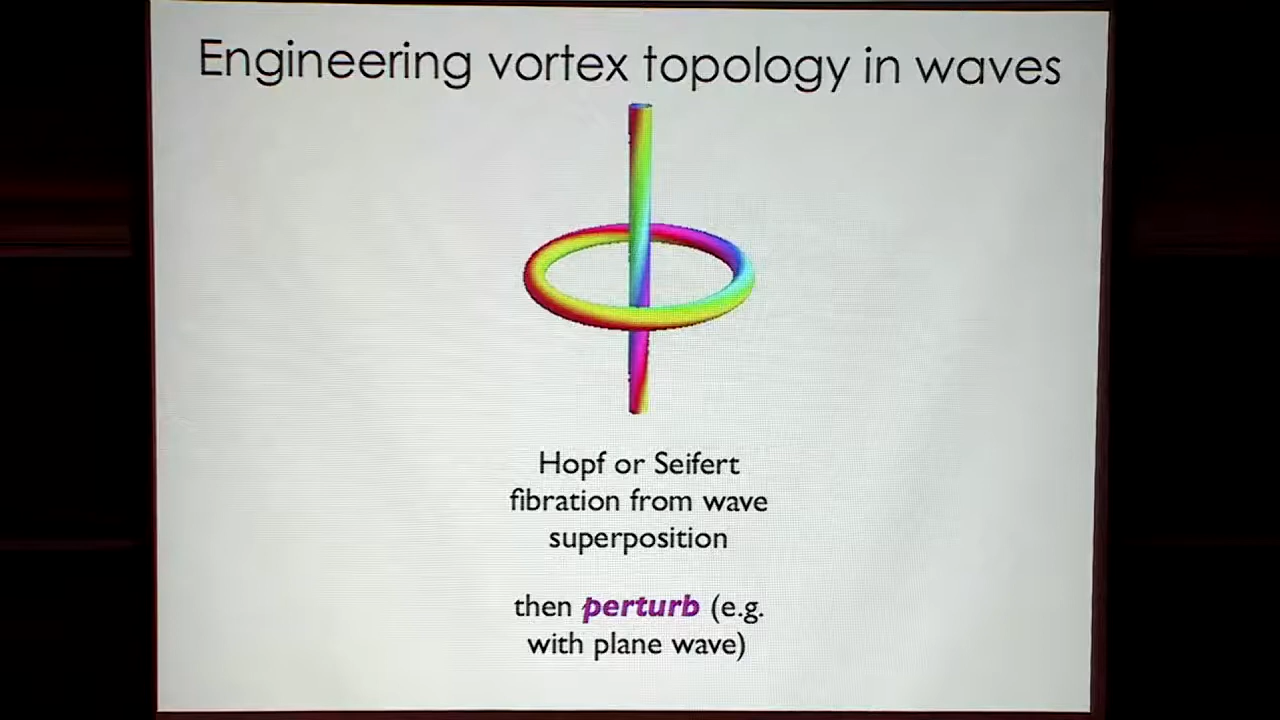 Engineering vortex topology in waves
Hopf or Seifert
fibration from wave
superposition
then perturb (e.g.
with plane wave)